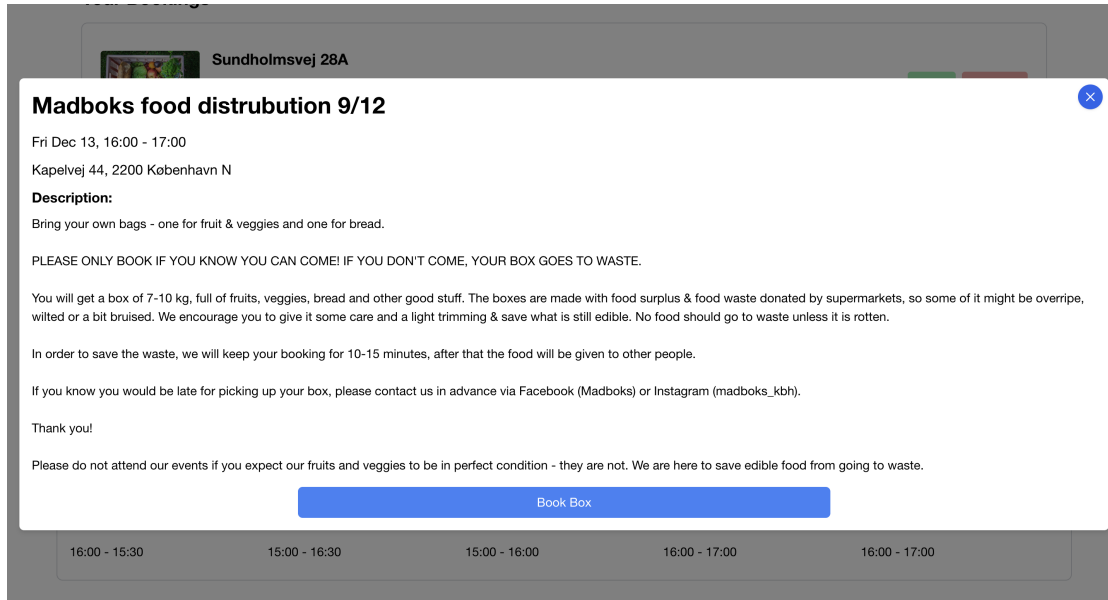 Your Bookings
Sundholmsvej 28A
Madboks food distrubution 9/12
Fri Dec 13, 16:00 - 17:00
Kapelvej 44, 2200 København N
Description:
Bring your own bags - one for fruit & veggies and one for bread.
PLEASE ONLY BOOK IF YOU KNOW YOU CAN COME! IF YOU DON'T COME, YOUR BOX GOES TO WASTE.
You will get a box of 7-10 kg, full of fruits, veggies, bread and other good stuff. The boxes are made with food surplus & food waste donated by supermarkets, so some of it might be overripe,
wilted or a bit bruised. We encourage you to give it some care and a light trimming & save what is still edible. No food should go to waste unless it is rotten.
In order to save the waste, we will keep your booking for 10-15 minutes, after that the food will be given to other people.
If you know you would be late for picking up your box, please contact us in advance via Facebook (Madboks) or Instagram (madboks_kbh).
Thank you!
Please do not attend our events if you expect our fruits and veggies to be in perfect condition - they are not. We are here to save edible food from going to waste.
Book Box
16:00 - 15:30 15:00 - 16:30 15:00 - 16:00 16:00 - 17:00 16:00 - 17:00